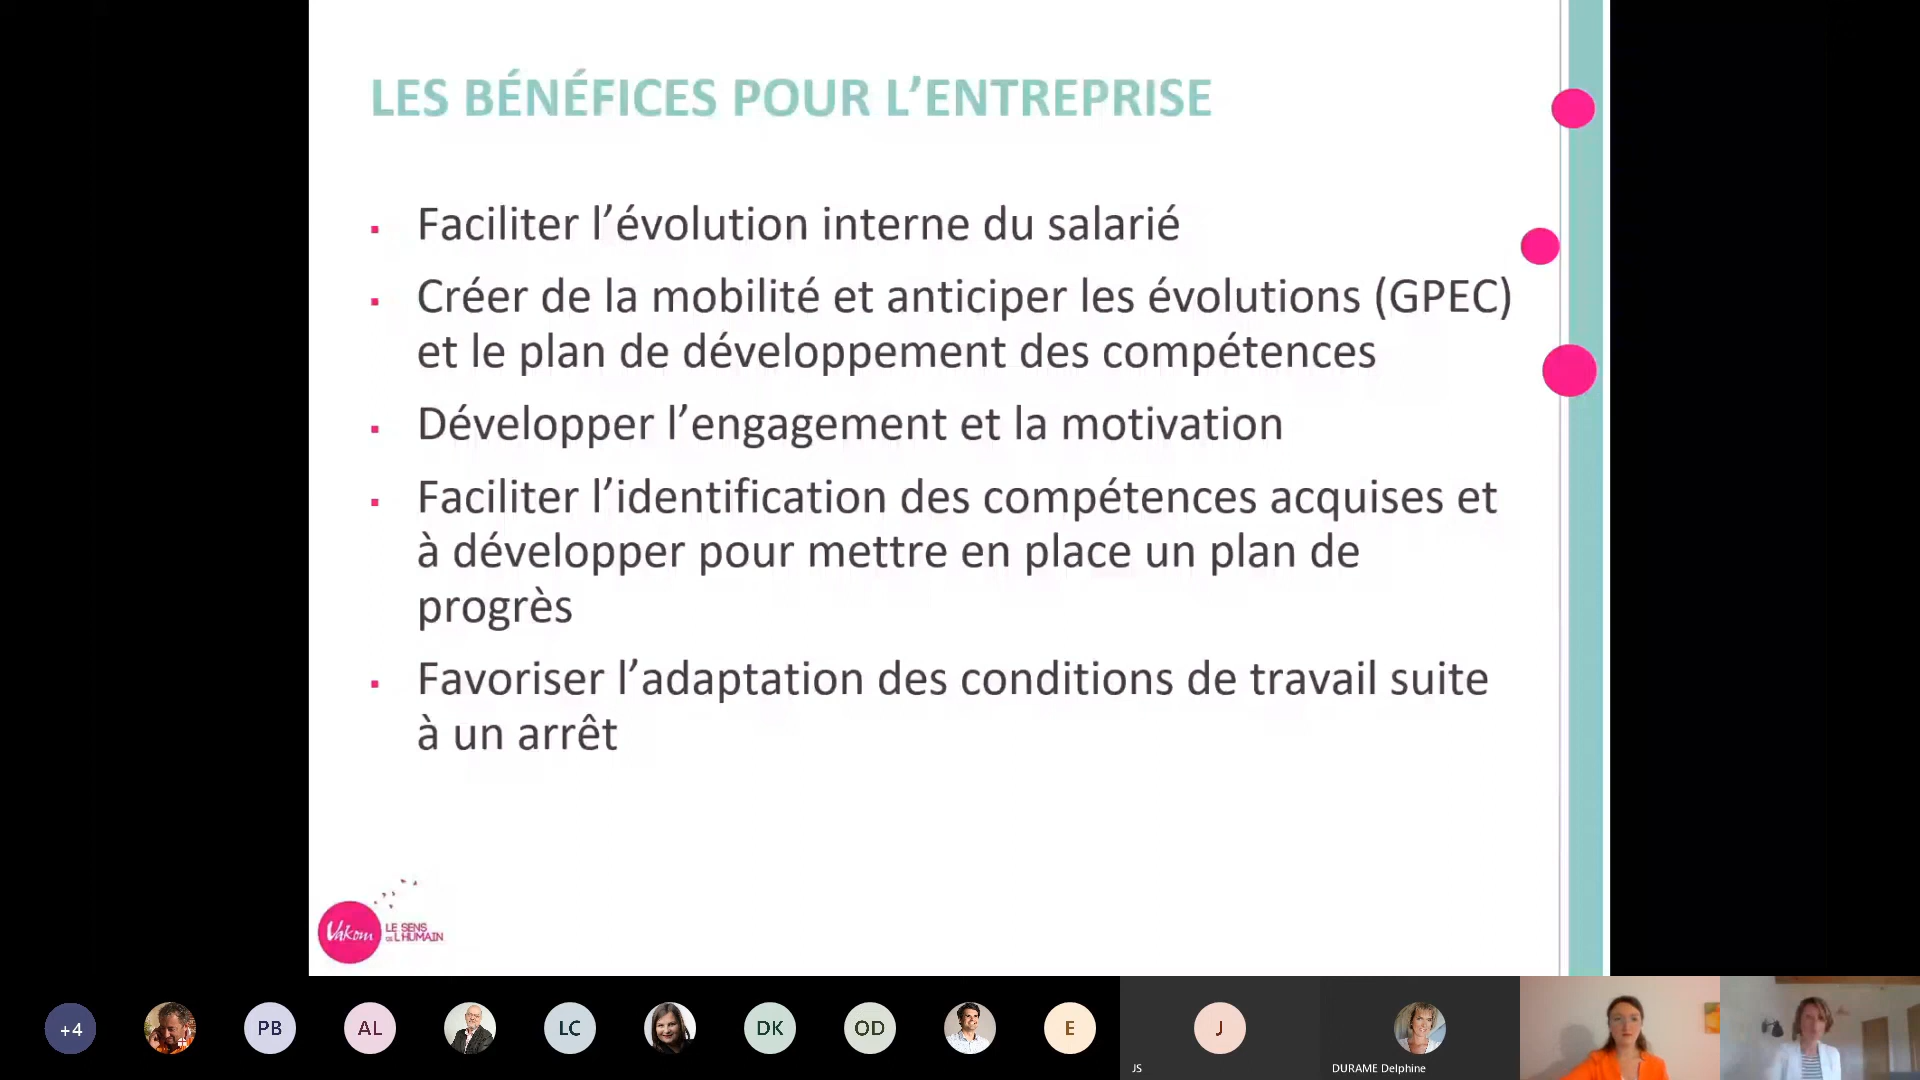 LES BÉNÉFICES POUR L’ENTREPRISE
▪ Faciliter l’évolution interne du salarié
▪ Créer de la mobilité et anticiper les évolutions (GPEC)
et le plan de développement des compétences
▪ Développer l’engagement et la motivation
▪ Faciliter l’identification des compétences acquises et
à développer pour mettre en place un plan de
progrès
▪ Favoriser l’adaptation des conditions de travail suite
à un arrêt
Vakom
LE SENS
DE L'HUMAIN
+4
PB
AL
LC
DK
OD
E
J
JS
DURAME Delphine